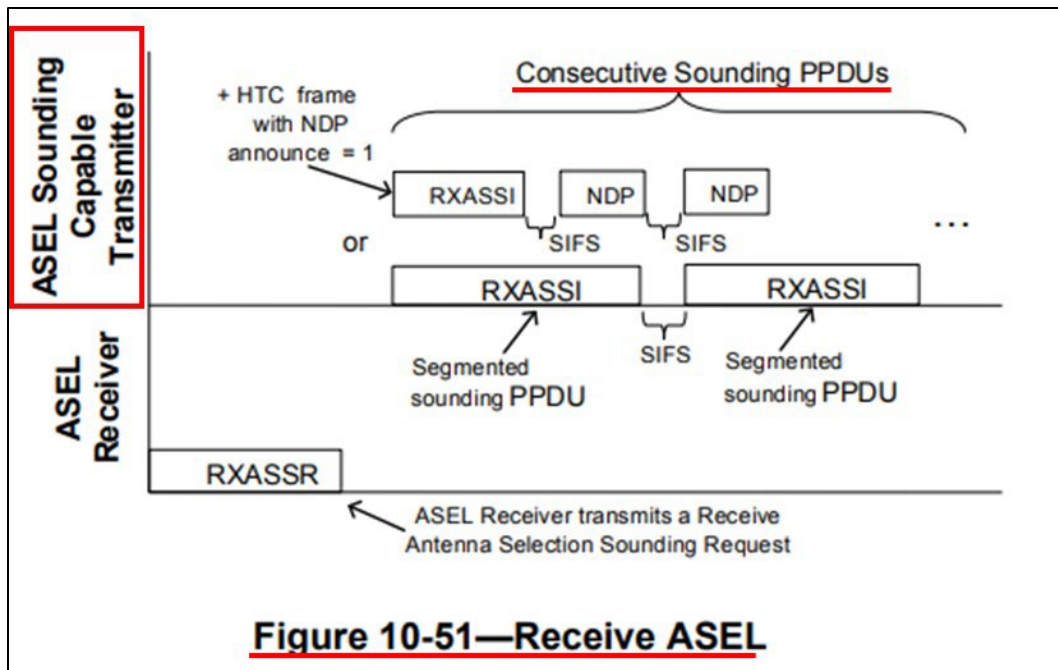 ASEL Sounding
Capable
Transmitter
Consecutive Sounding PPDUs
+ HTC frame
with NDP
announce = 1
RXASSI
NDP
NDP
SIFS
SIFS
...
or
RXASSI
RXASSI
SIFS
Segmented
sounding PPDU
Segmented
sounding PPDU
ASEL
Receiver
RXASSR
ASEL Receiver transmits a Receive
Antenna Selection Sounding Request
Figure 10-51—Receive ASEL